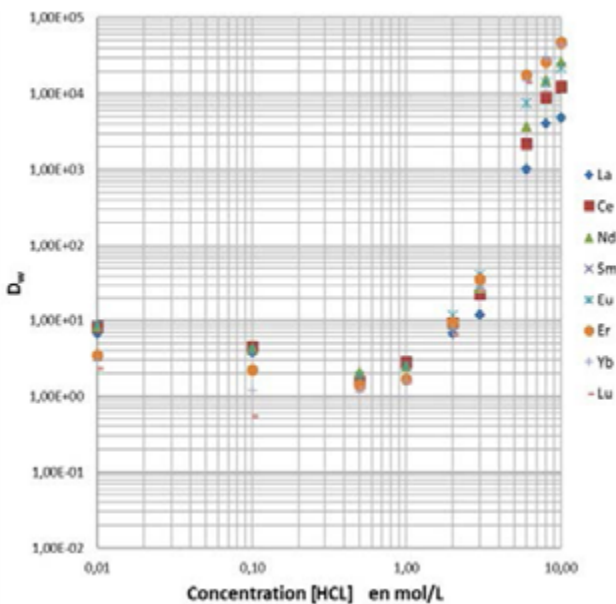 1,00E+05
1,00E+04
1,00E+03
1,00E+02
1,00E+01
1,00E+00
1,00E-01
1,00E-02
Dw
0,01
0,10
1,00
10,00
Concentration [HCL] en mol/L
La
Ce
Nd
Sm
Eu
Er
Yb
Lu